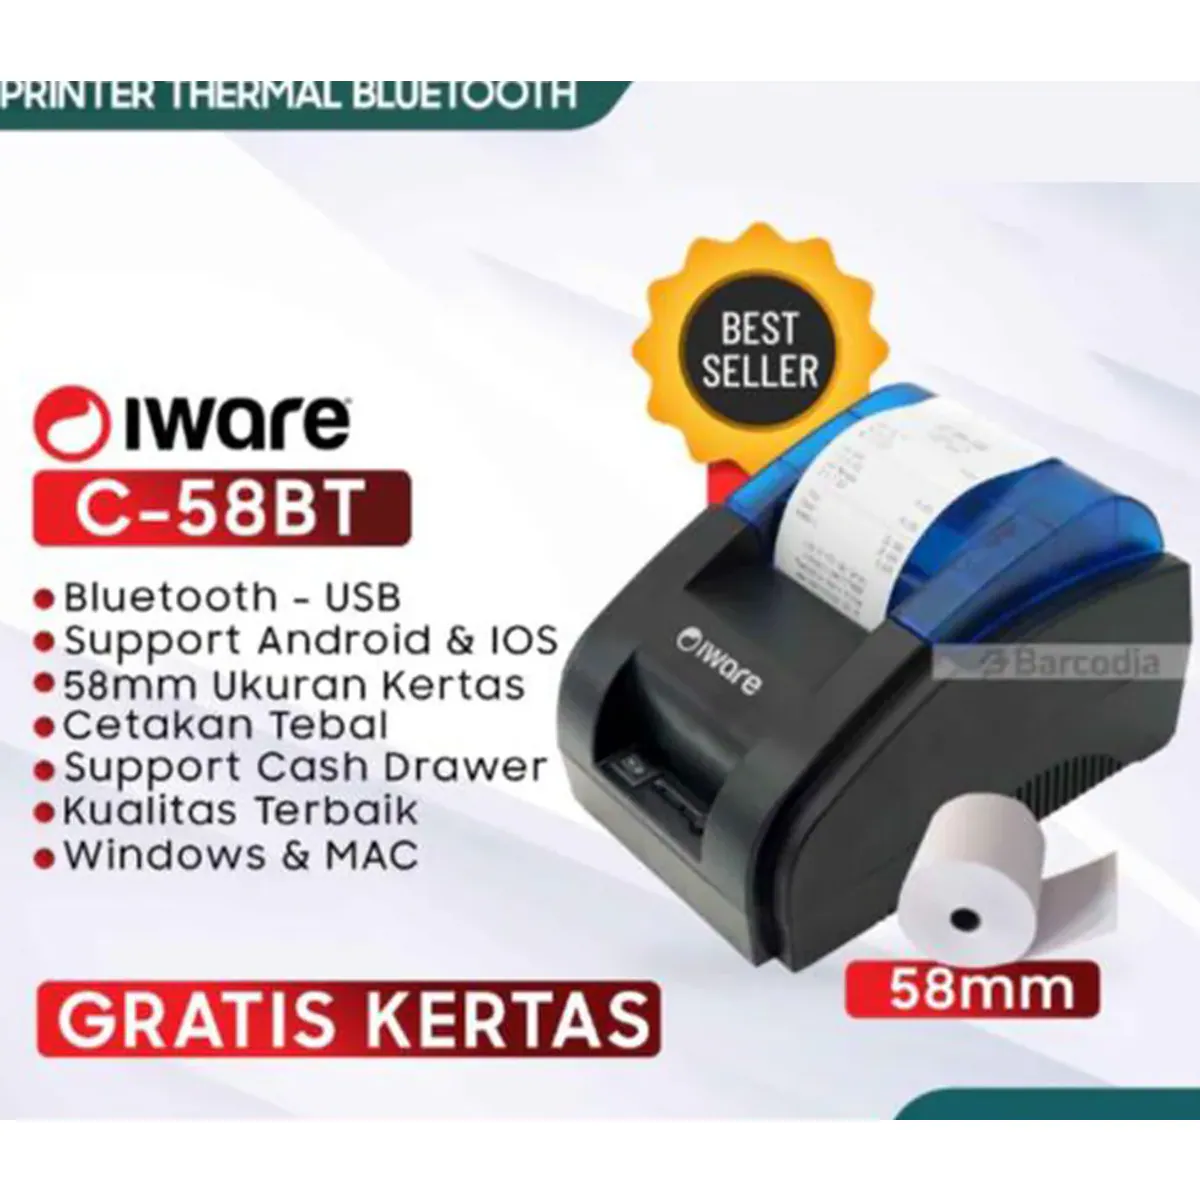 PRINTER THERMAL BLUETOOTH
BEST
SELLER
IWARE
C-58BT
Bluetooth - USB
Support Android & IOS
58mm Ukuran Kertas
Cetakan Tebal
Support Cash Drawer
Kualitas Terbaik
Windows & MAC
IWARE
Barcodia
58mm
GRATIS KERTAS